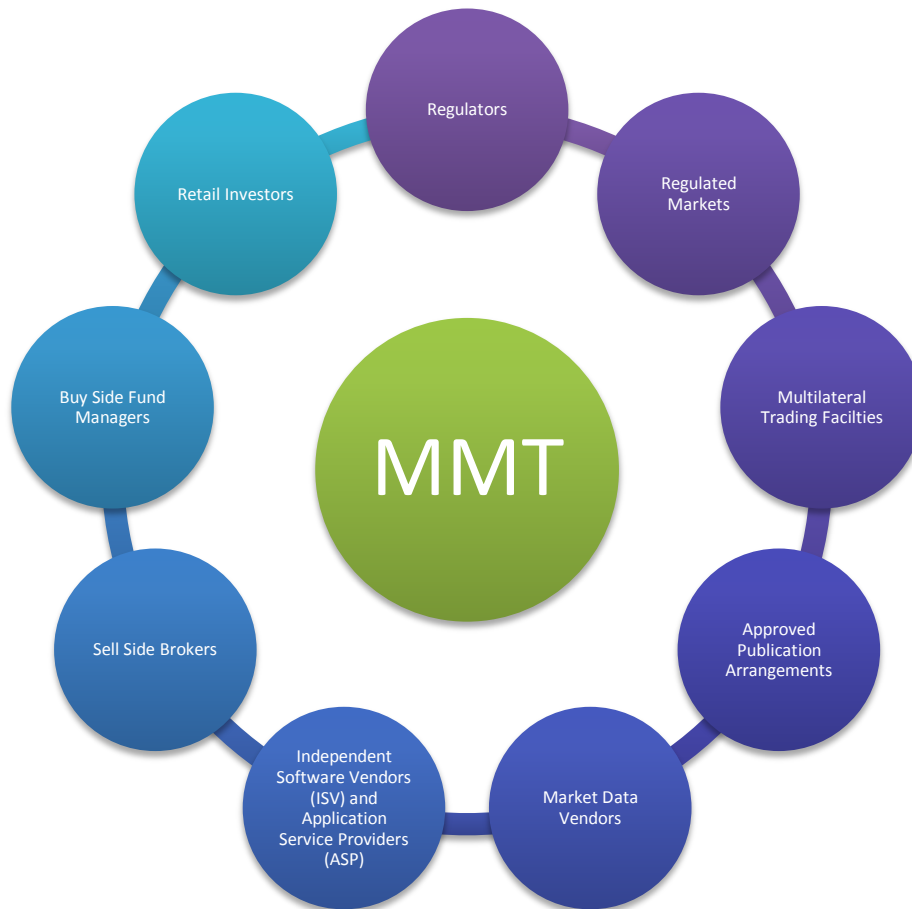 Regulators
Regulated
Markets
Multilateral
Trading Facilties
Approved
Publication
Arrangements
Market Data
Vendors
Independent
Software Vendors
(ISV) and
Application
Service Providers
(ASP)
Sell Side Brokers
Buy Side Fund
Managers
Retail Investors
MMT